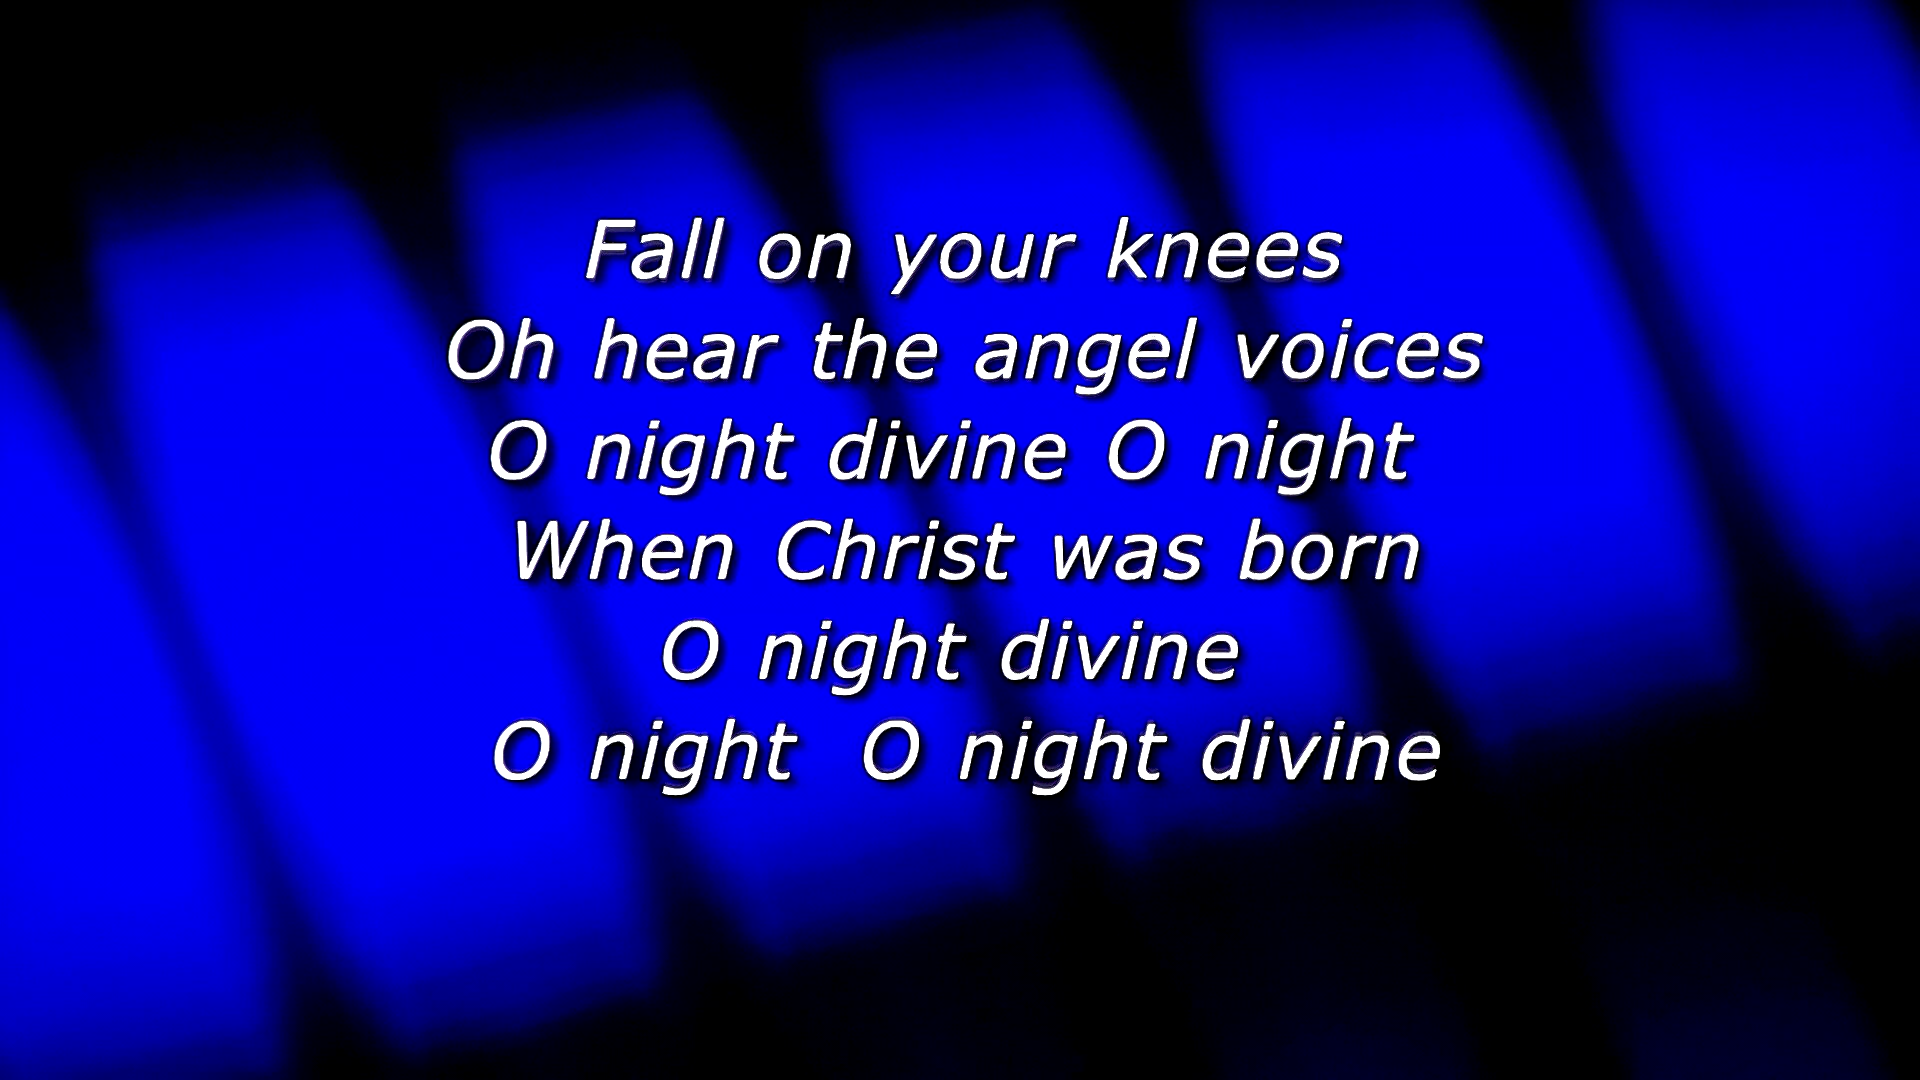 Fall on your knees
Oh hear the angel voices
O night divine O night
When Christ was born
O night divine
O night  O night divine